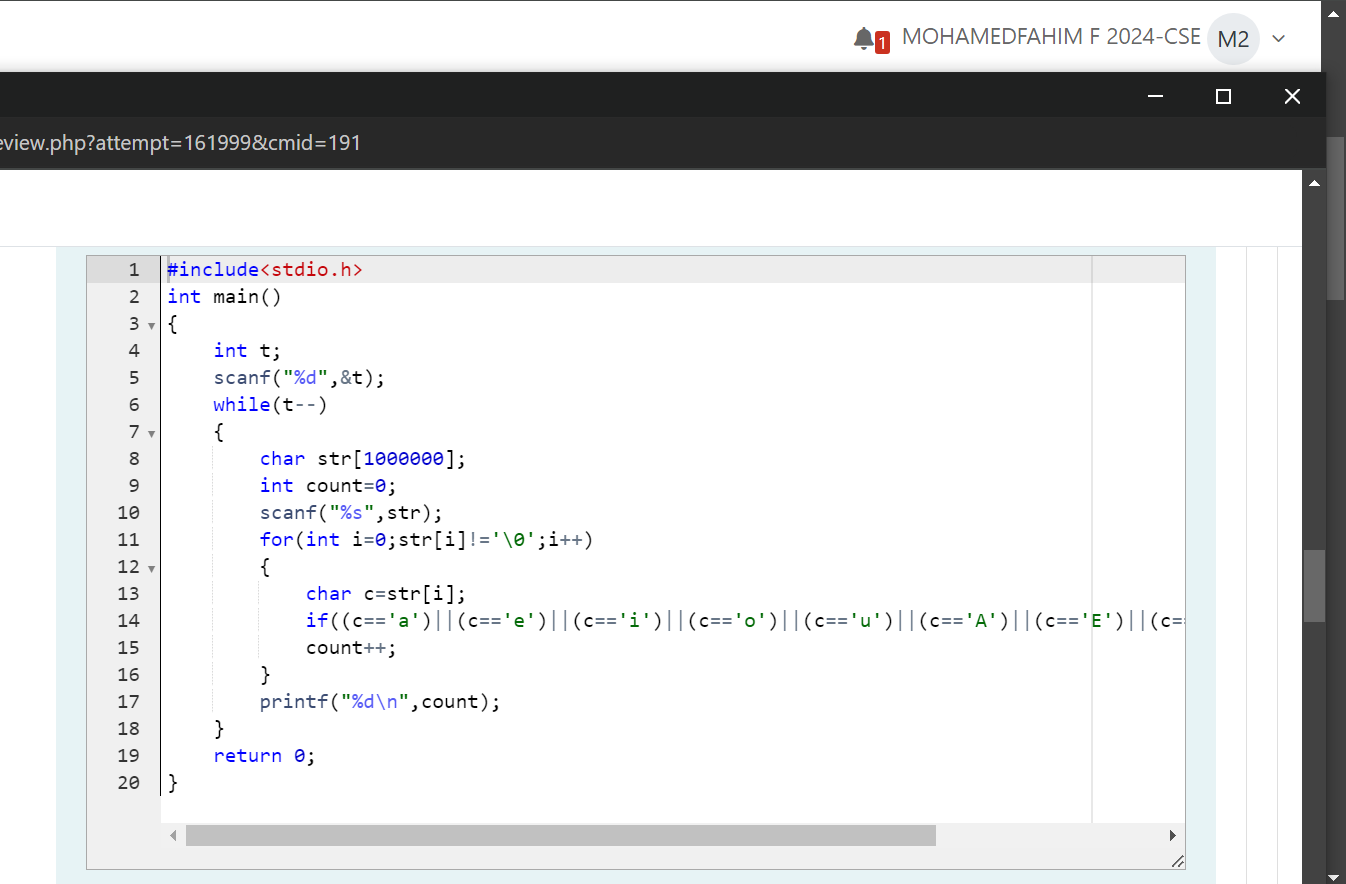 1
MOHAMEDFAHIM F 2024-CSE
M2
eview.php?attempt=161999&cmid=191
1 #include<stdio.h>
2 int main()
3 {
4     int t;
5     scanf("%d",&t);
6     while(t--)
7     {
8         char str[1000000];
9         int count=0;
10         scanf("%s",str);
11         for(int i=0;str[i]!='\0';i++)
12         {
13             char c=str[i];
14             if((c=='a')||(c=='e')||(c=='i')||(c=='o')||(c=='u')||(c=='A')||(c=='E')||(c==
15             count++;
16         }
17         printf("%d\n",count);
18     }
19     return 0;
20 }